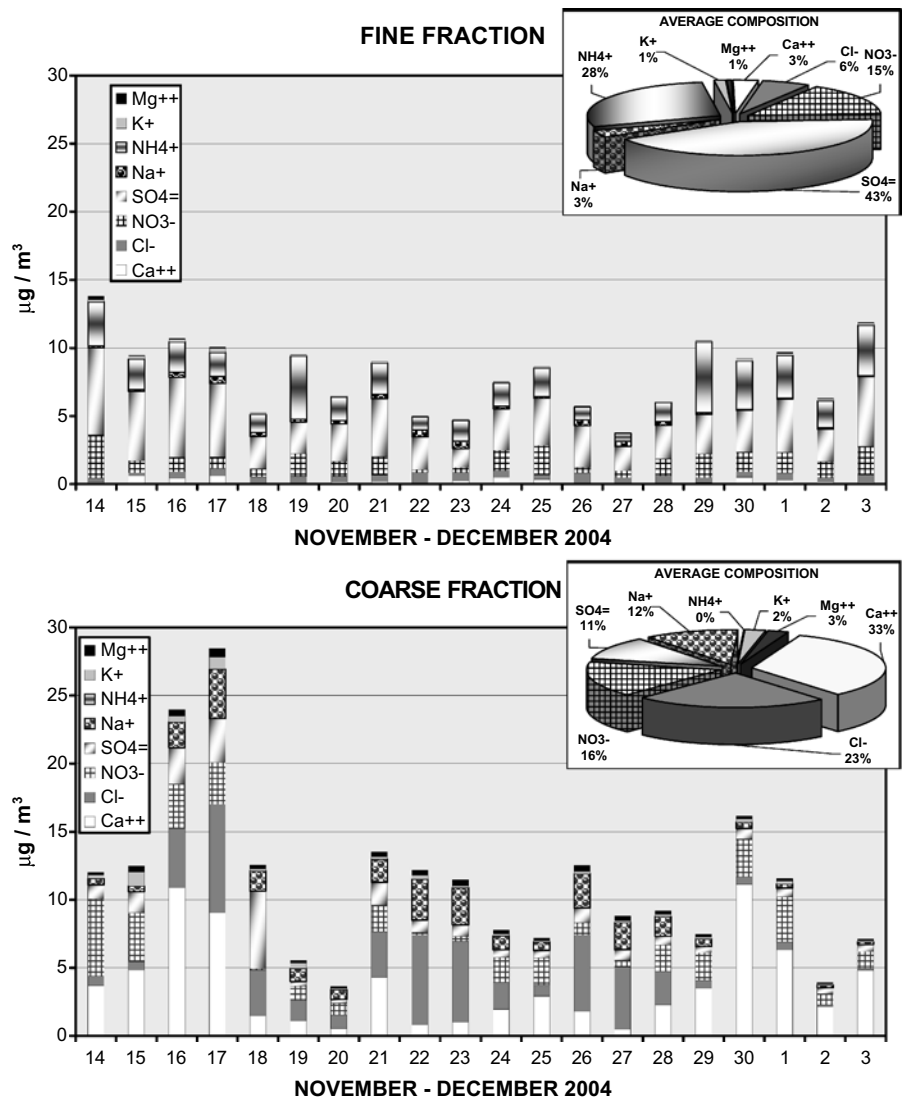 FINE FRACTION
AVERAGE COMPOSITION
K+
1%
Mg++
1%
Ca++
3%
Cl-
6%
NO3-
15%
NH4+
28%
Na+
3%
SO4=
43%
30
25
20
15
10
5
0
µg / m³
Mg++
K+
NH4+
Na+
SO4=
NO3-
Cl-
Ca++
14 15 16 17 18 19 20 21 22 23 24 25 26 27 28 29 30 1 2 3
NOVEMBER - DECEMBER 2004
COARSE FRACTION
AVERAGE COMPOSITION
SO4=
11%
Na+
12%
NH4+
0%
K+
2%
Mg++
3%
Ca++
33%
NO3-
16%
Cl-
23%
30
25
20
15
10
5
0
µg / m³
Mg++
K+
NH4+
Na+
SO4=
NO3-
Cl-
Ca++
14 15 16 17 18 19 20 21 22 23 24 25 26 27 28 29 30 1 2 3
NOVEMBER - DECEMBER 2004